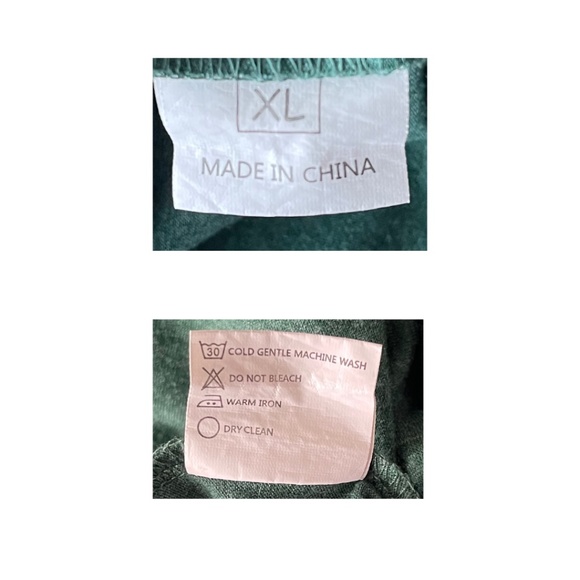 XL
MADE IN CHINA
30 COLD GENTLE MACHINE WASH
DO NOT BLEACH
WARM IRON
DRY CLEAN